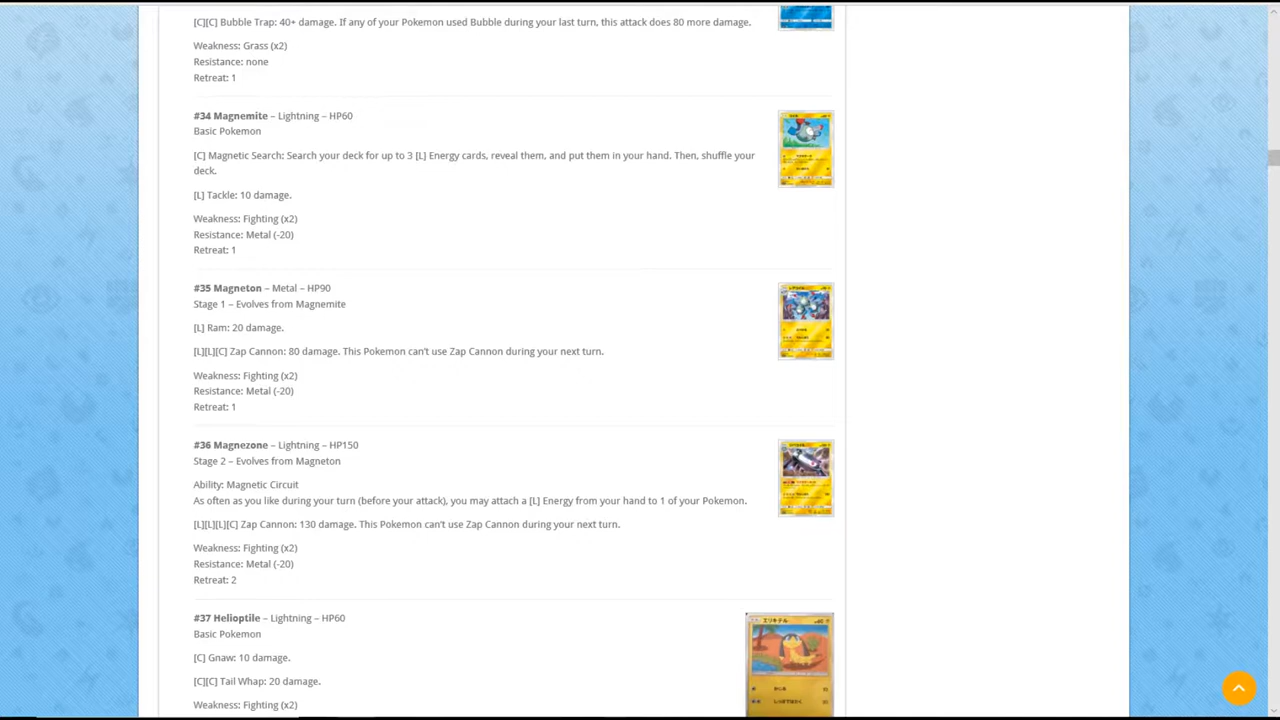 [C][C] Bubble Trap: 40+ damage. If any of your Pokemon used Bubble during your last turn, this attack does 80 more damage.
Weakness: Grass (x2)
Resistance: none
Retreat: 1
#34 Magnemite – Lightning – HP60
Basic Pokemon
[C] Magnetic Search: Search your deck for up to 3 [L] Energy cards, reveal them, and put them in your hand. Then, shuffle your
deck.
[L] Tackle: 10 damage.
Weakness: Fighting (x2)
Resistance: Metal (-20)
Retreat: 1
#35 Magneton – Metal – HP90
Stage 1 – Evolves from Magnemite
[L] Ram: 20 damage.
[L][L][C] Zap Cannon: 80 damage. This Pokemon can't use Zap Cannon during your next turn.
Weakness: Fighting (x2)
Resistance: Metal (-20)
Retreat: 1
#36 Magnezone – Lightning – HP150
Stage 2 – Evolves from Magneton
Ability: Magnetic Circuit
As often as you like during your turn (before your attack), you may attach a [L] Energy from your hand to 1 of your Pokemon.
[L][L][L][C] Zap Cannon: 130 damage. This Pokemon can't use Zap Cannon during your next turn.
Weakness: Fighting (x2)
Resistance: Metal (-20)
Retreat: 2
#37 Helioptile – Lightning – HP60
Basic Pokemon
[C] Gnaw: 10 damage.
[C][C] Tail Whap: 20 damage.
Weakness: Fighting (x2)
エリキテル